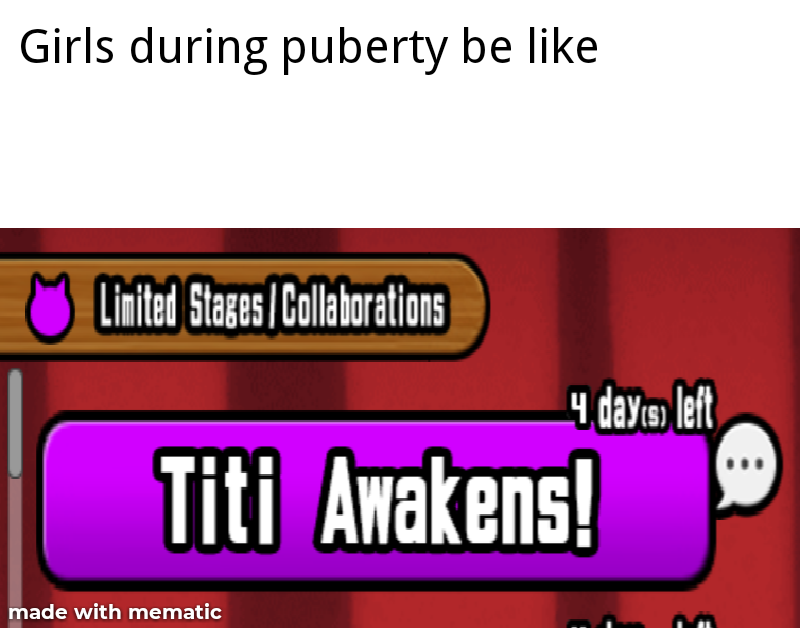 Girls during puberty be like
Limited Stages/Collaborations
4 day(s) left
Titi Awakens!
made with mematic